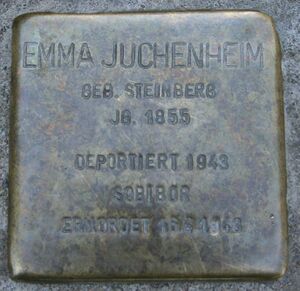 EMMA JUCHENHEIM
GEB. STEINBERG
JG. 1855
DEPORTIERT 1943
SOBIBOR
ERMORDET